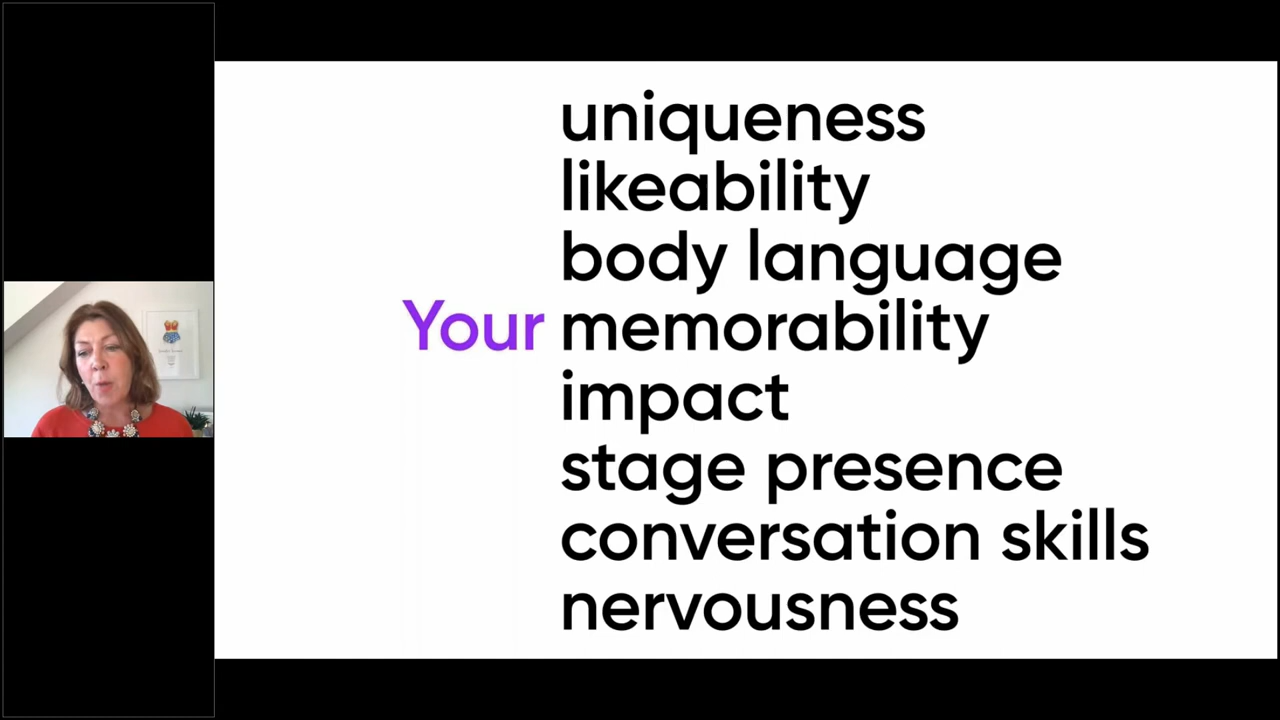 uniqueness
likeability
body language
Your memorability
impact
stage presence
conversation skills
nervousness